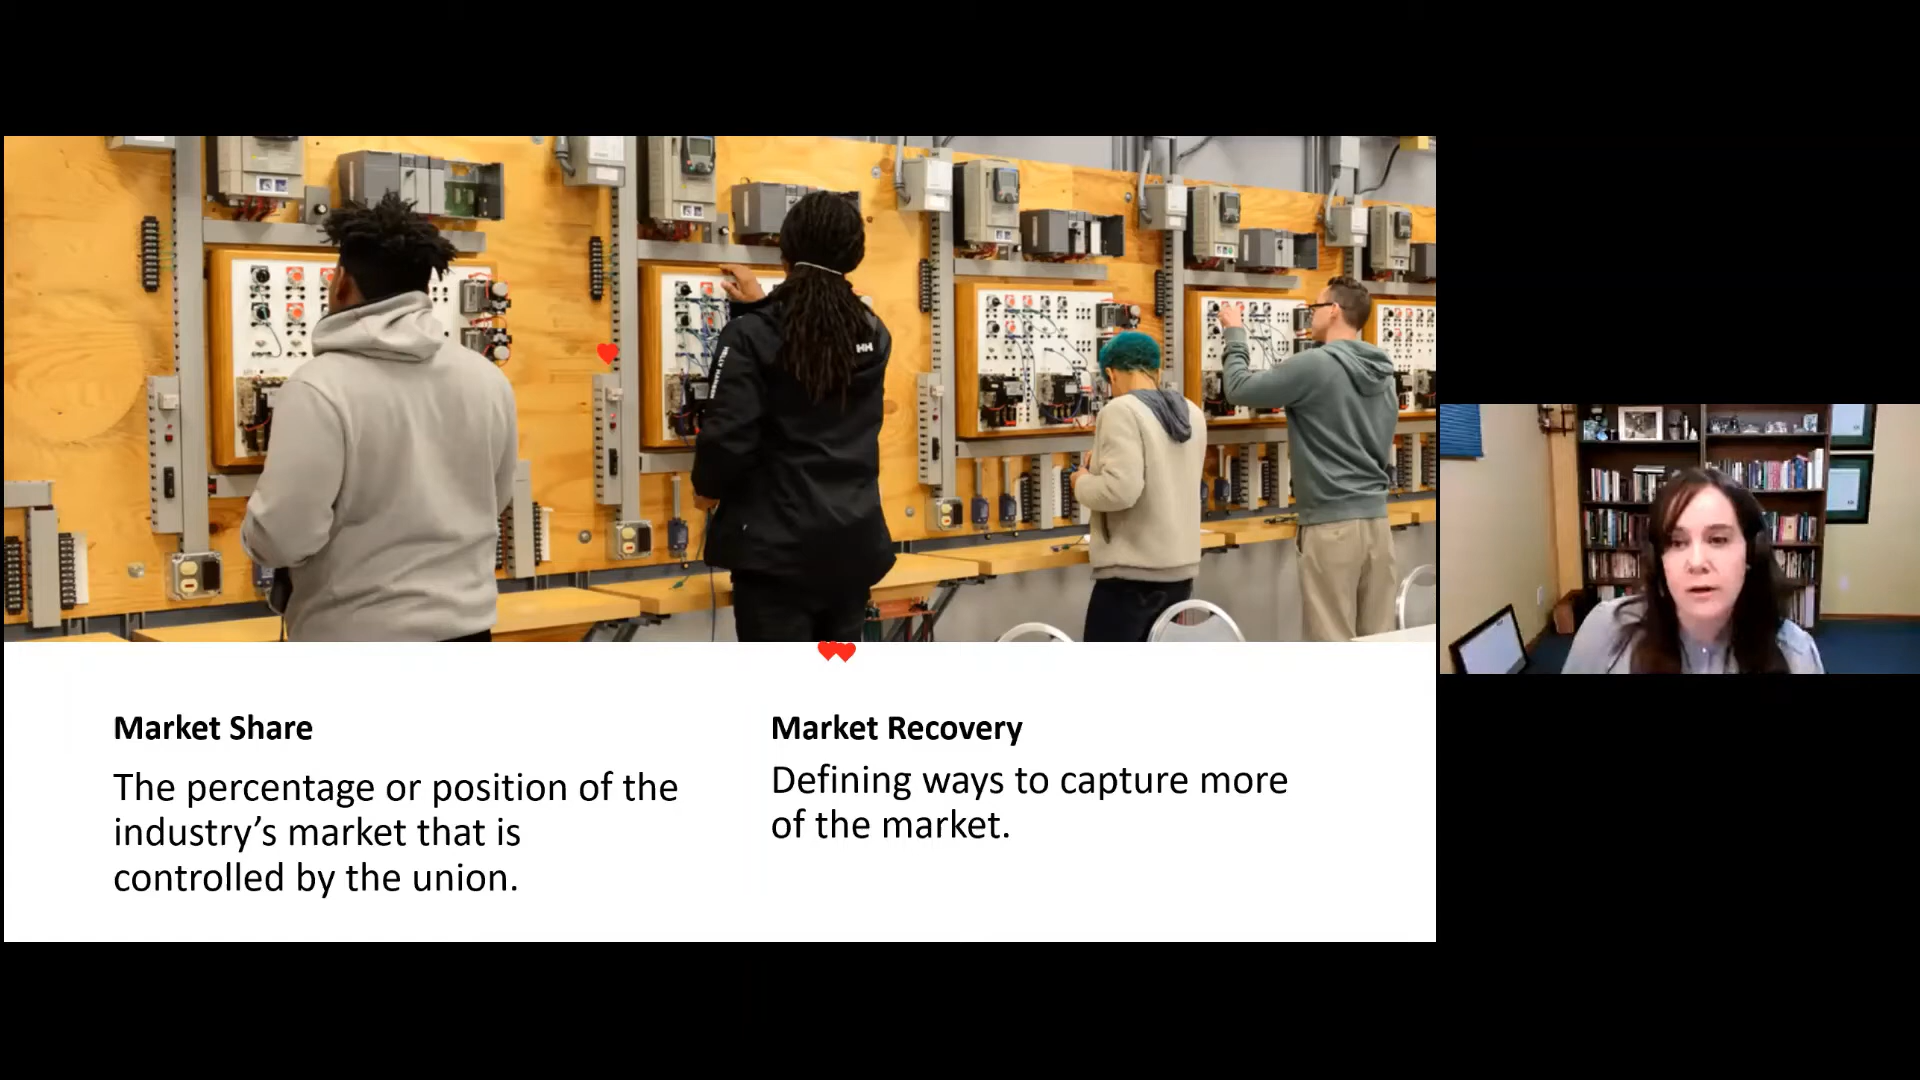 HH
Market Share
The percentage or position of the
industry’s market that is
controlled by the union.
Market Recovery
Defining ways to capture more
of the market.